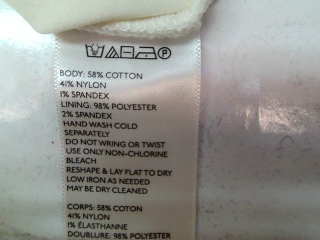 BODY: 58% COTTON
41% NYLON
1% SPANDEX
LINING: 98% POLYESTER
2% SPANDEX
HAND WASH COLD
SEPARATELY
DO NOT WRING OR TWIST
USE ONLY NON-CHLORINE
BLEACH
RESHAPE & LAY FLAT TO DRY
LOW IRON AS NEEDED
MAY BE DRY CLEANED
CORPS: 58% COTON
41% NYLON
1% ÉLASTHANNE
DOUBLURE: 98% POLYESTER